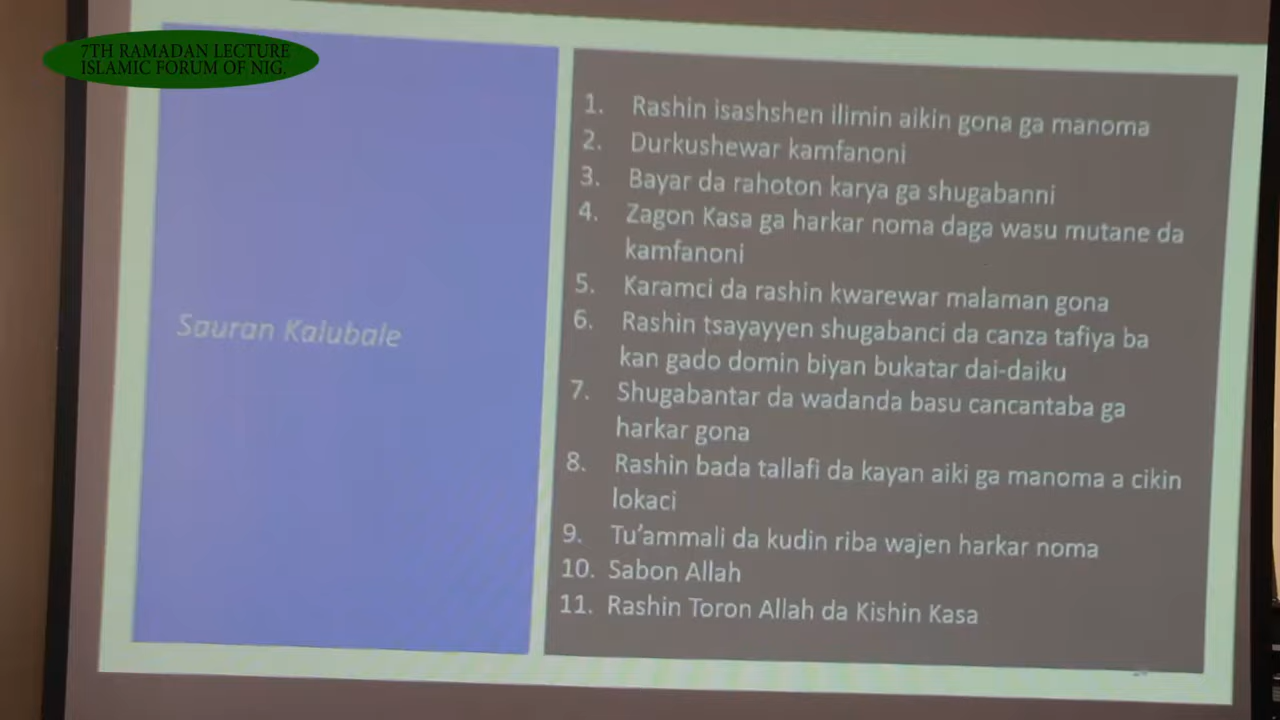 7TH RAMADAN LECTURE
ISLAMIC FORUM OF NIG.
Sauran Kalubale
1. Rashin isashshen ilimin aikin gona ga manoma
2. Durkushewar kamfanoni
3. Bayar da rahoton karya ga shugabanni
4. Zagon Kasa ga harkar noma daga wasu mutane da
kamfanoni
5. Karamci da rashin kwarewar malaman gona
6. Rashin tsayayyen shugabanci da canza tafiya ba
kan gado domin biyan bukatar dai-daiku
7. Shugabantar da wadanda basu cancantaba ga
harkar gona
8. Rashin bada tallafi da kayan aiki ga manoma a cikin
lokaci
9. Tu'ammali da kudin riba wajen harkar noma
10. Sabon Allah
11. Rashin Toron Allah da Kishin Kasa